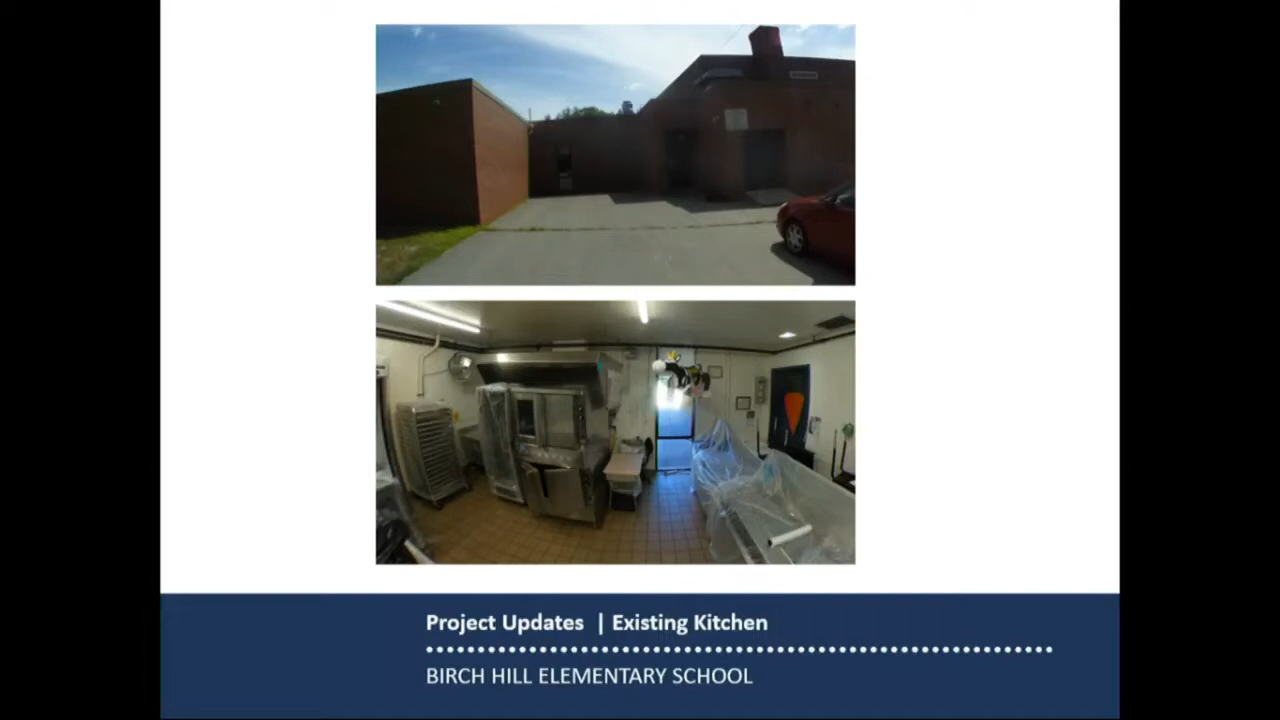 Project Updates | Existing Kitchen
BIRCH HILL ELEMENTARY SCHOOL